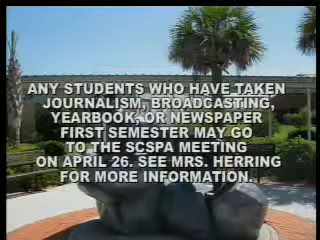 ANY STUDENTS WHO HAVE TAKEN
JOURNALISM, BROADCASTING,
YEARBOOK, OR NEWSPAPER
FIRST SEMESTER MAY GO
TO THE SCSPA MEETING
ON APRIL 26. SEE MRS. HERRING
FOR MORE INFORMATION.